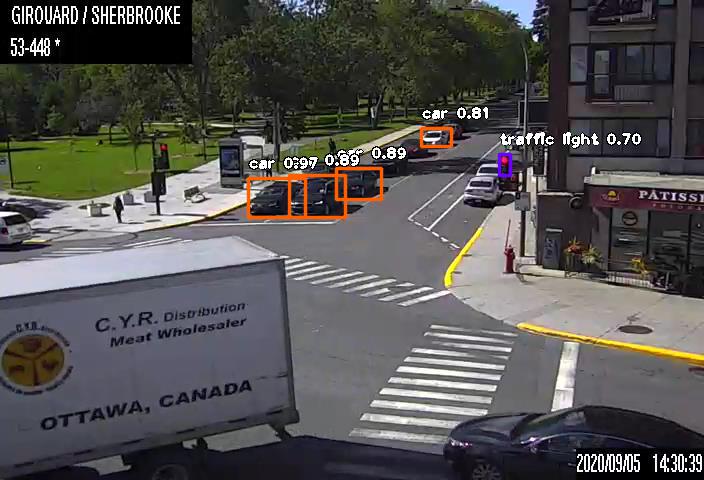 GIROUARD / SHERBROOKE
53-448 *
car 0.81
traffic light 0.70
car 0.97
0.89
car 0.89
PÂTISSE
C.Y.R. Distribution
Meat Wholesaler
OTTAWA, CANADA
2020/09/05 14:30:39